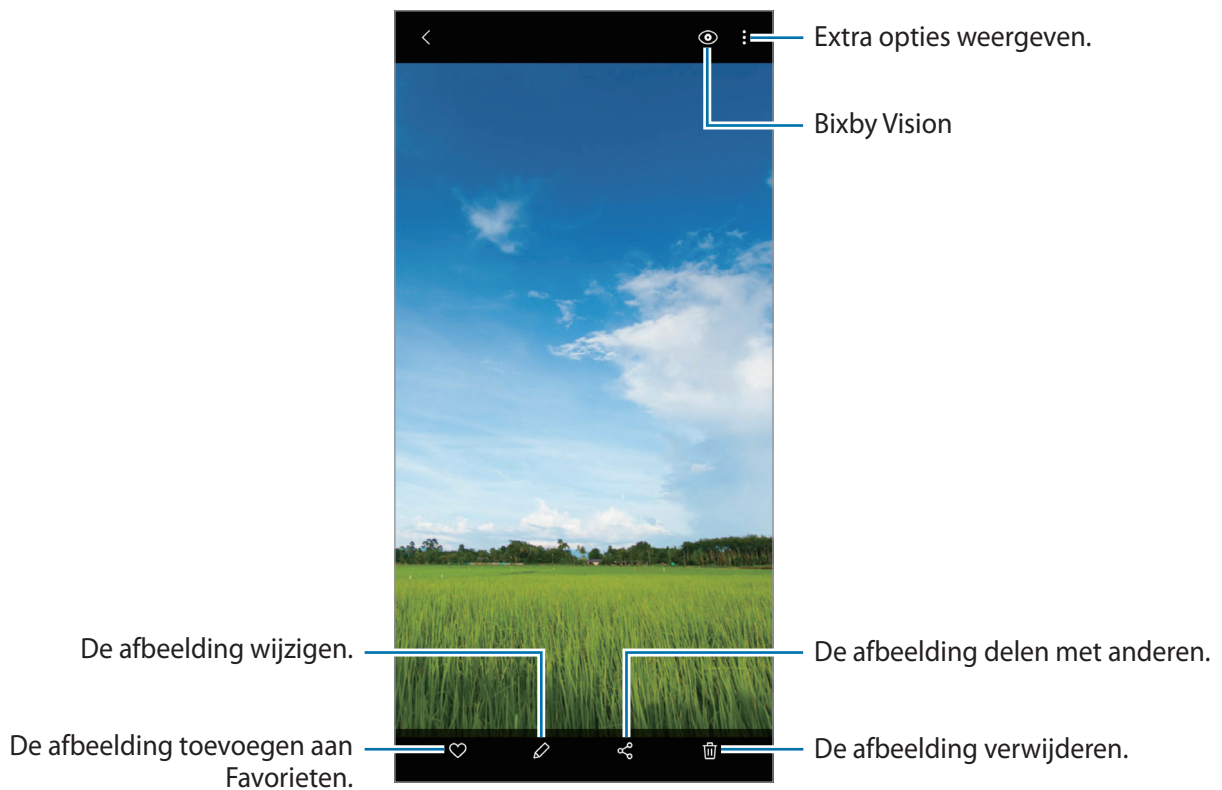 Extra opties weergeven.
Bixby Vision
De afbeelding wijzigen.
De afbeelding delen met anderen.
De afbeelding toevoegen aan
Favorieten.
De afbeelding verwijderen.